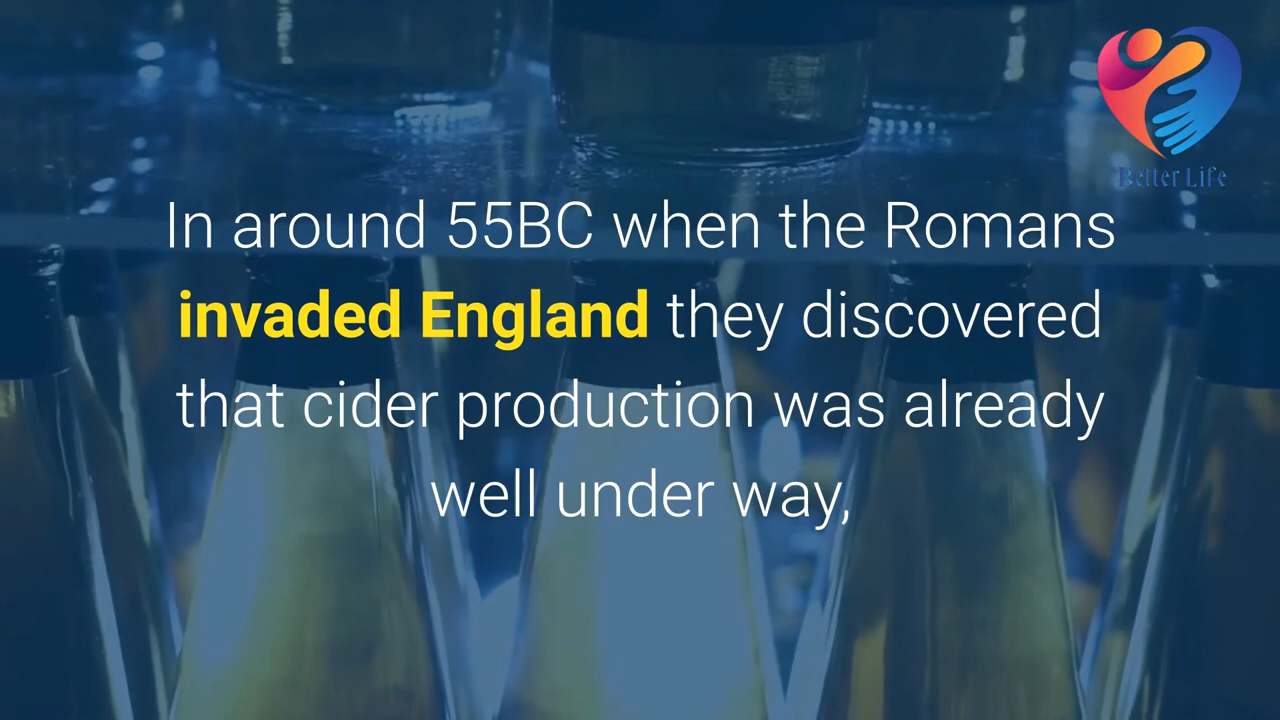 Better Life
In around 55BC when the Romans
invaded England they discovered
that cider production was already
well under way,